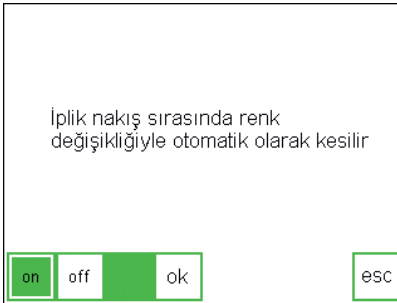 İplik nakış sırasında renk
değişikliğiyle otomatik olarak kesilir
on off ok esc